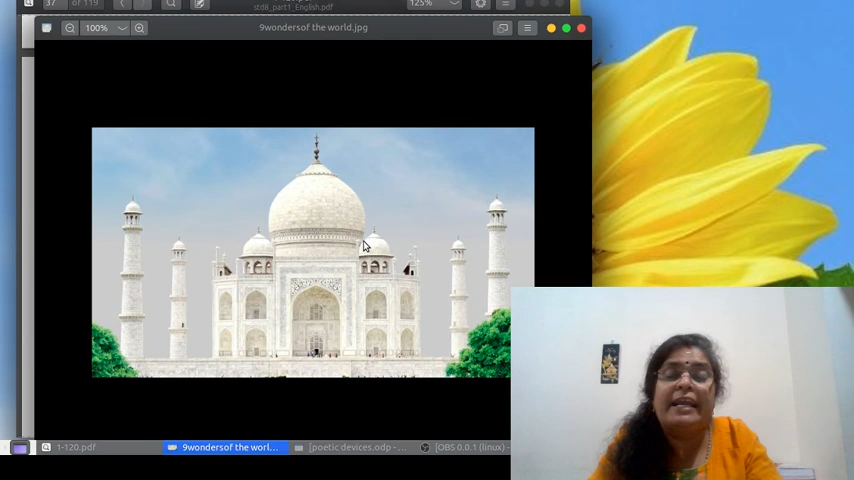 37 of 119
std8_part1_English.pdf
125%
100%
9wondersof the world.jpg
1-120.pdf
9wondersof the worl...
[poetic devices.odp - ...
[OBS 0.0.1 (linux) -